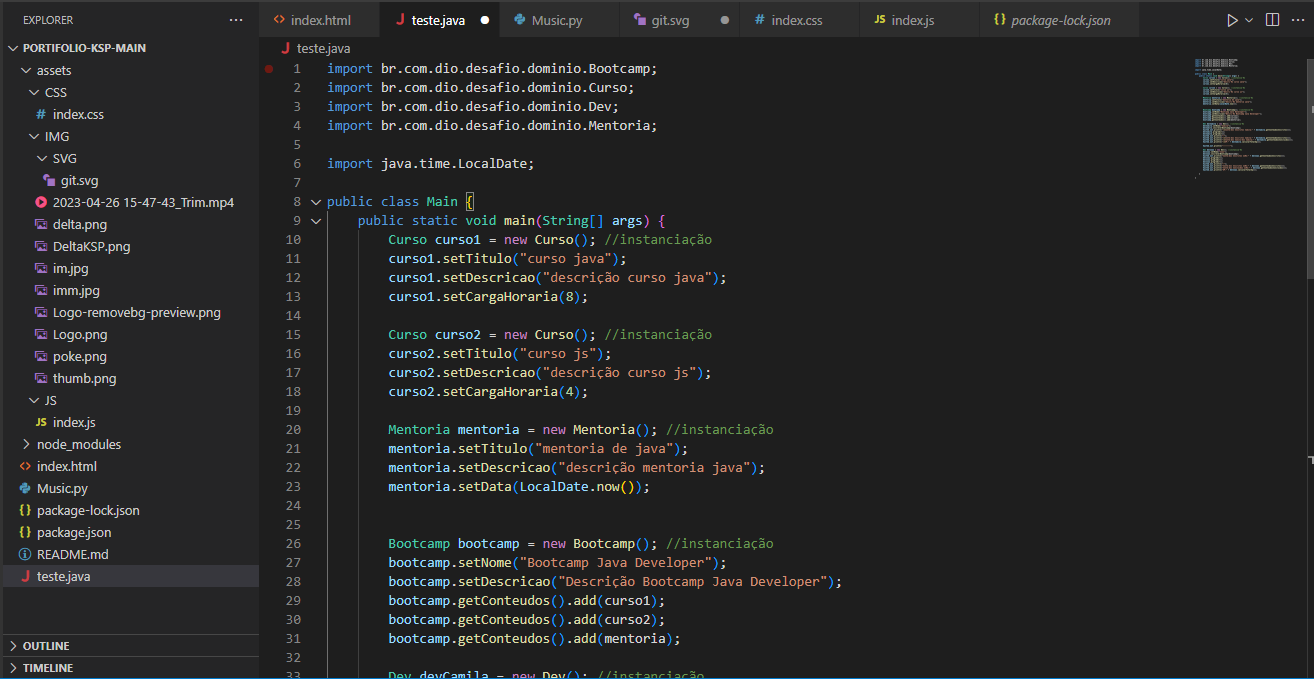 EXPLORER
PORTIFOLIO-KSP-MAIN
assets
CSS
# index.css
IMG
SVG
git.svg
2023-04-26 15-47-43_Trim.mp4
delta.png
DeltaKSP.png
im.jpg
imm.jpg
Logo-removebg-preview.png
Logo.png
poke.png
thumb.png
JS
JS index.js
node_modules
<> index.html
Music.py
{} package-lock.json
{} package.json
README.md
J teste.java
OUTLINE
TIMELINE
<> index.html
J teste.java
Music.py
git.svg
# index.css
JS index.js
{} package-lock.json
J teste.java
1 import br.com.dio.desafio.dominio.Bootcamp;
2 import br.com.dio.desafio.dominio.Curso;
3 import br.com.dio.desafio.dominio.Dev;
4 import br.com.dio.desafio.dominio.Mentoria;
5
6 import java.time.LocalDate;
7
8 public class Main {
9 public static void main(String[] args) {
10 Curso curso1 = new Curso(); //instanciação
11 curso1.setTitulo("curso java");
12 curso1.setDescricao("descrição curso java");
13 curso1.setCargaHoraria(8);
14
15 Curso curso2 = new Curso(); //instanciação
16 curso2.setTitulo("curso js");
17 curso2.setDescricao("descrição curso js");
18 curso2.setCargaHoraria(4);
19
20 Mentoria mentoria = new Mentoria(); //instanciação
21 mentoria.setTitulo("mentoria de java");
22 mentoria.setDescricao("descrição mentoria java");
23 mentoria.setData(LocalDate.now());
24
25
26 Bootcamp bootcamp = new Bootcamp(); //instanciação
27 bootcamp.setNome("Bootcamp Java Developer");
28 bootcamp.setDescricao("Descrição Bootcamp Java Developer");
29 bootcamp.getConteudos().add(curso1);
30 bootcamp.getConteudos().add(curso2);
31 bootcamp.getConteudos().add(mentoria);
32
33 Dev devCamila = new Dev(); //instanciação